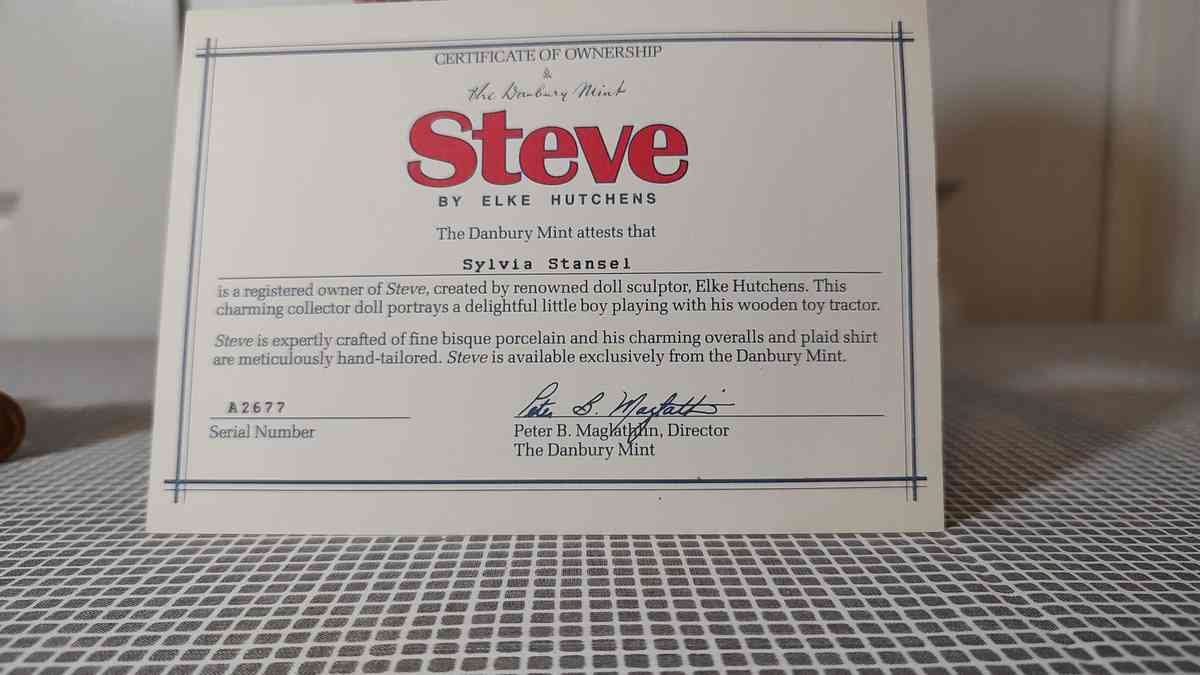 CERTIFICATE OF OWNERSHIP
&
the Danbury Mint
Steve
BY ELKE HUTCHENS
The Danbury Mint attests that
Sylvia Stansel
is a registered owner of Steve, created by renowned doll sculptor, Elke Hutchens. This
charming collector doll portrays a delightful little boy playing with his wooden toy tractor.
Steve is expertly crafted of fine bisque porcelain and his charming overalls and plaid shirt
are meticulously hand-tailored. Steve is available exclusively from the Danbury Mint.
A2677
Serial Number
Peter B. Maglathlin
Peter B. Maglathlin, Director
The Danbury Mint